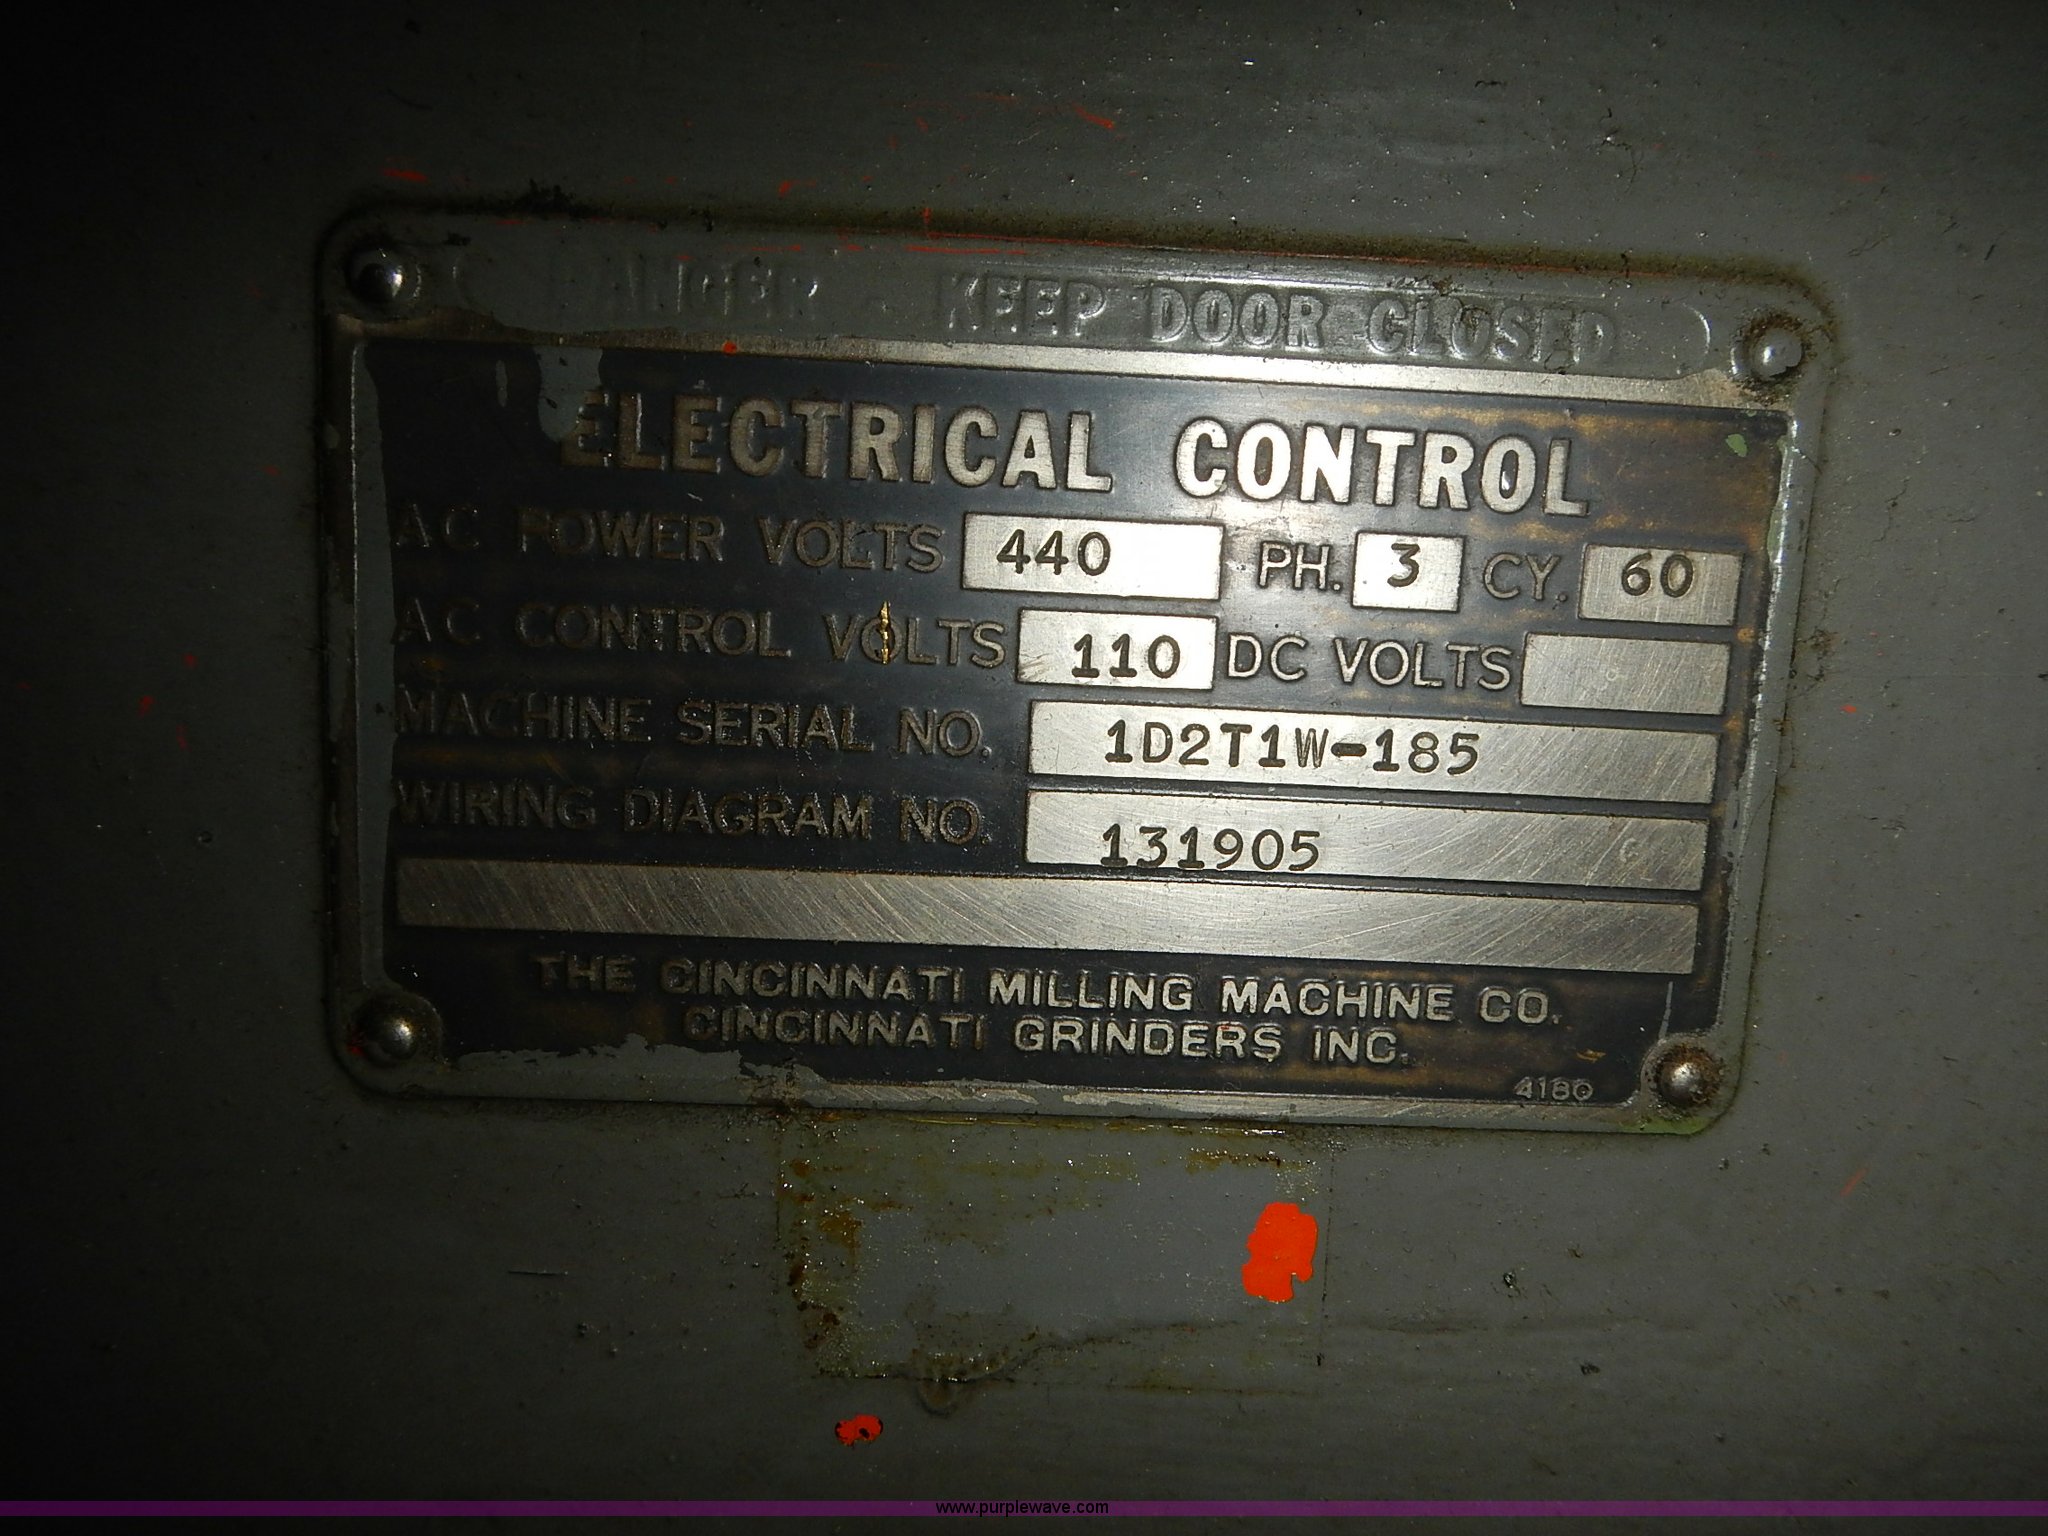 DANGER - KEEP DOOR CLOSED
ELECTRICAL CONTROL
AC POWER VOLTS 440 PH. 3 CY. 60
AC CONTROL VOLTS 110 DC VOLTS
MACHINE SERIAL NO. 1D2T1W-185
WIRING DIAGRAM NO. 131905
THE CINCINNATI MILLING MACHINE CO.
CINCINNATI GRINDERS INC.
4180
www.purplewave.com